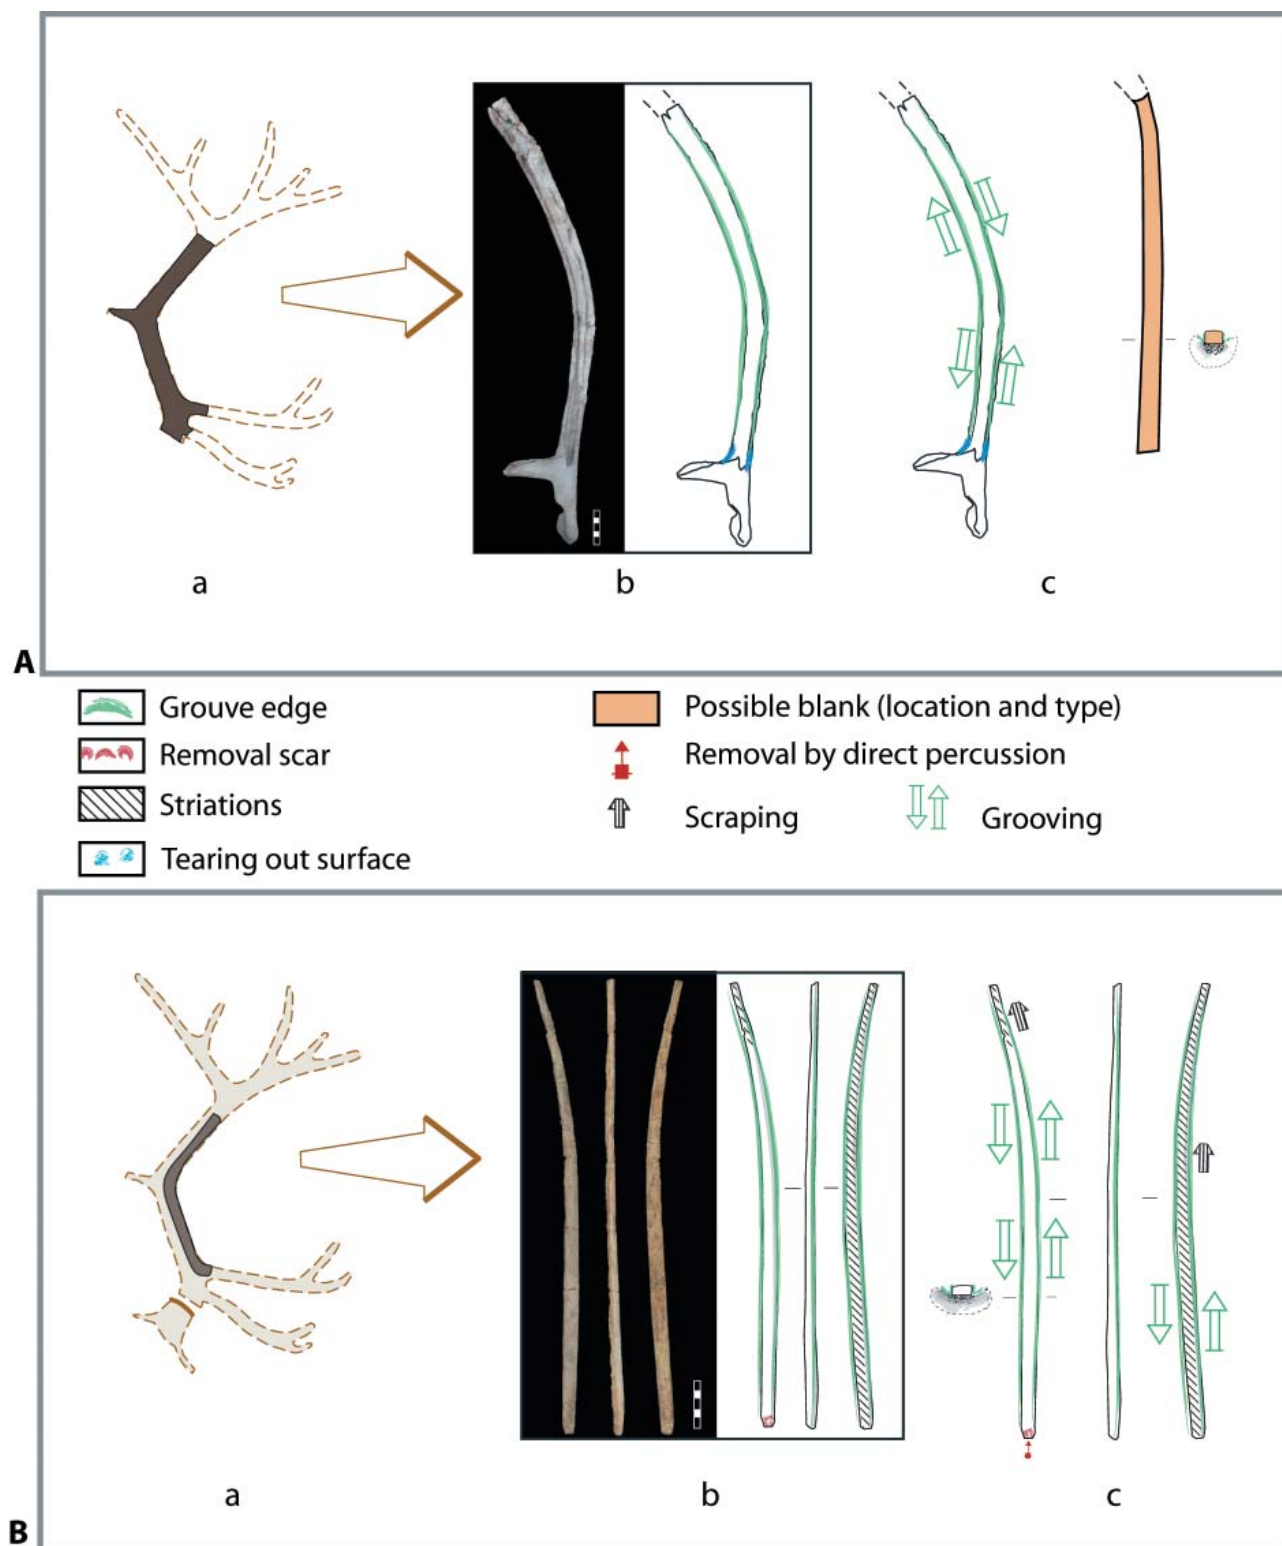 a
b
c
A
Grouve edge
Removal scar
Striations
Tearing out surface
Possible blank (location and type)
Removal by direct percussion
Scraping
Grooving
a
b
c
B